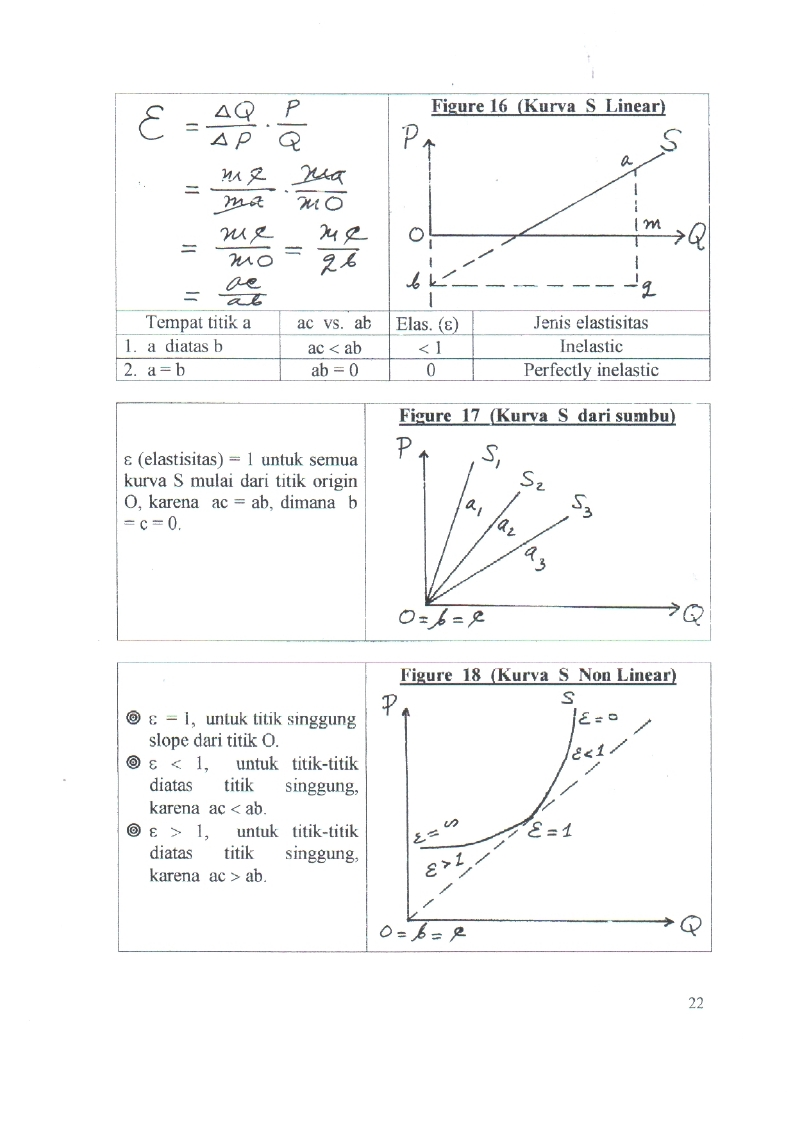 Ɛ = ΔQ/ΔP . P/Q
= mc/ma . ma/mO
= mc/mO = mc/qb
= ac/ab
Figure 16 (Kurva S Linear)
P
S
a
O
m
Q
b
q
Tempat titik a | ac vs. ab | Elas. (ε) | Jenis elastisitas
1. a diatas b | ac < ab | < 1 | Inelastic
2. a = b | ab = 0 | 0 | Perfectly inelastic
Figure 17 (Kurva S dari sumbu)
ε (elastisitas) = 1 untuk semua
kurva S mulai dari titik origin
O, karena ac = ab, dimana b
= c = 0.
P
S1
S2
S3
a1
a2
a3
O = b = c
Q
Figure 18 (Kurva S Non Linear)
ε = 1, untuk titik singgung
slope dari titik O.
ε < 1, untuk titik-titik
diatas titik singgung,
karena ac < ab.
ε > 1, untuk titik-titik
diatas titik singgung,
karena ac > ab.
P
S
Ɛ = 0
Ɛ < 1
Ɛ = ∞
Ɛ = 1
Ɛ > 1
O = b = c
Q
22